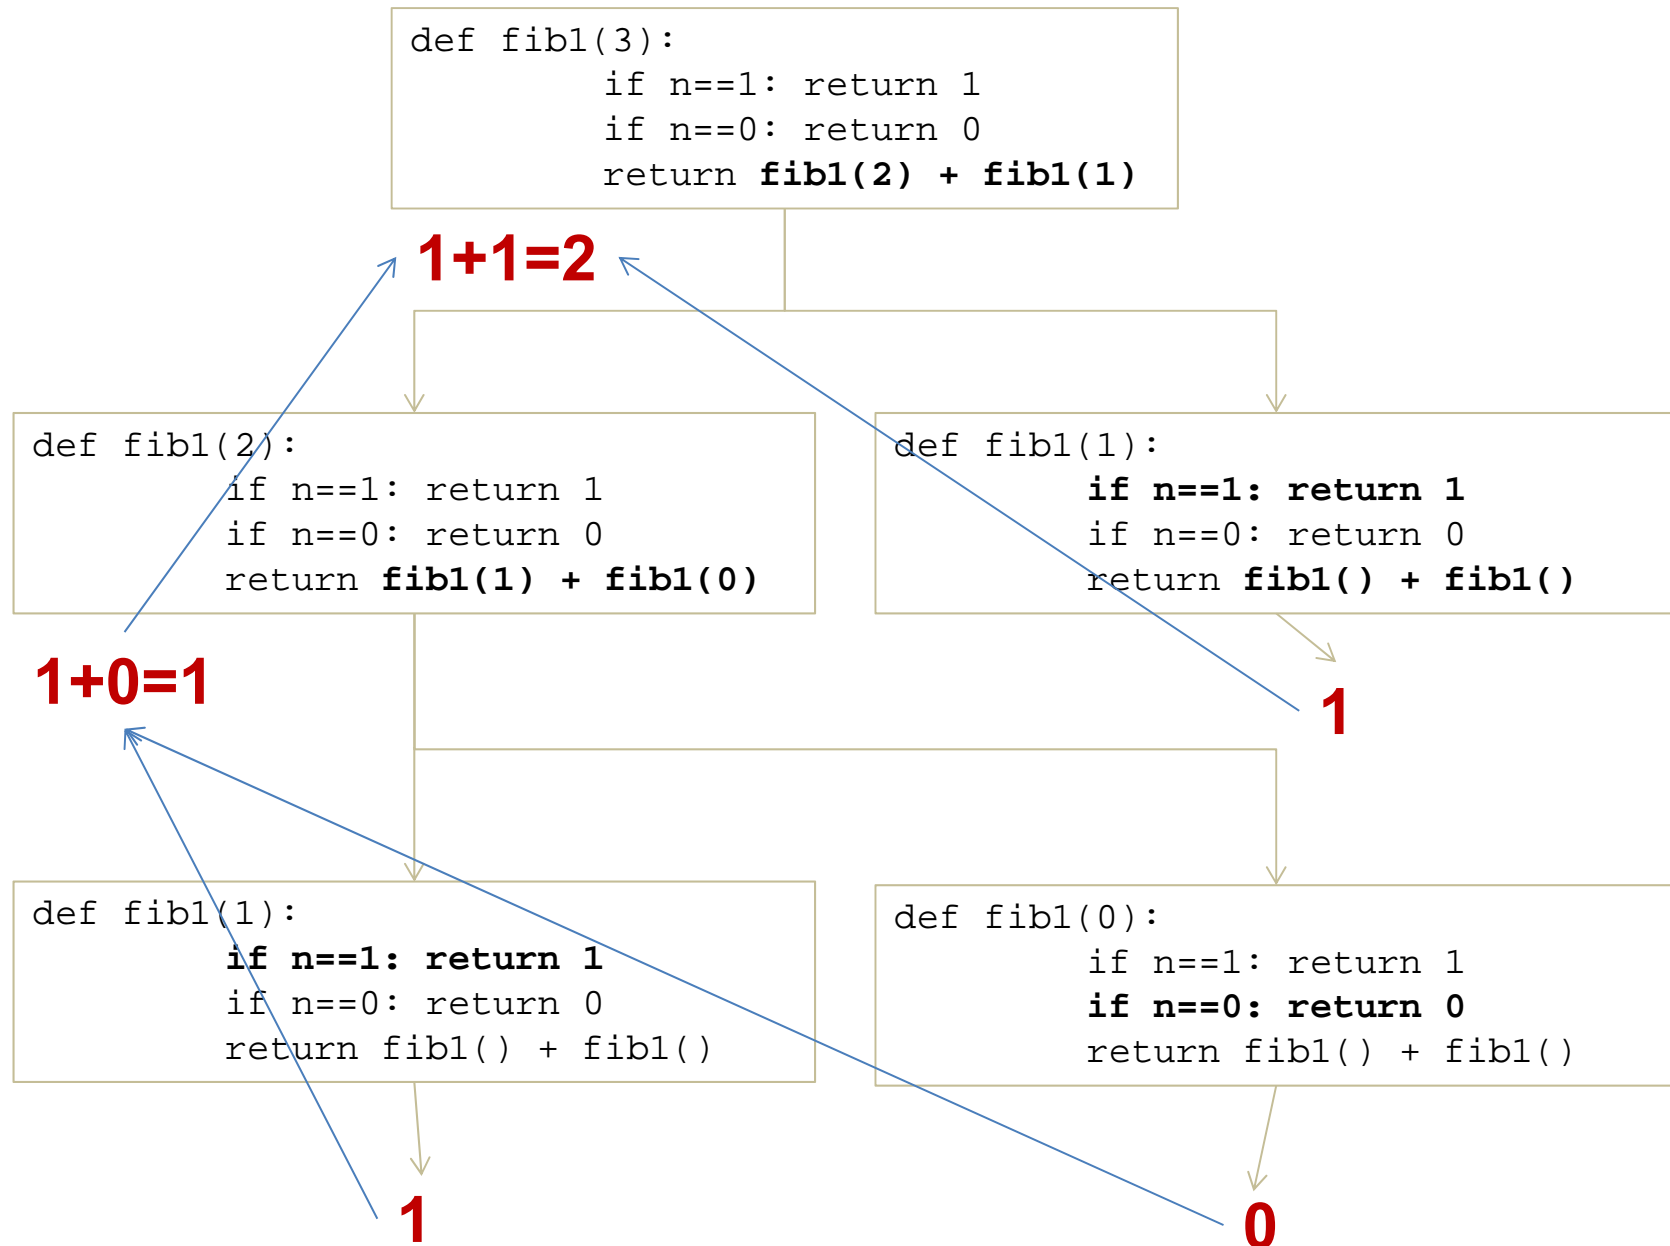 def fib1(3):
if n==1: return 1
if n==0: return 0
return fib1(2) + fib1(1)
1+1=2
def fib1(2):
if n==1: return 1
if n==0: return 0
return fib1(1) + fib1(0)
def fib1(1):
if n==1: return 1
if n==0: return 0
return fib1() + fib1()
1+0=1
1
def fib1(1):
if n==1: return 1
if n==0: return 0
return fib1() + fib1()
def fib1(0):
if n==1: return 1
if n==0: return 0
return fib1() + fib1()
1
0